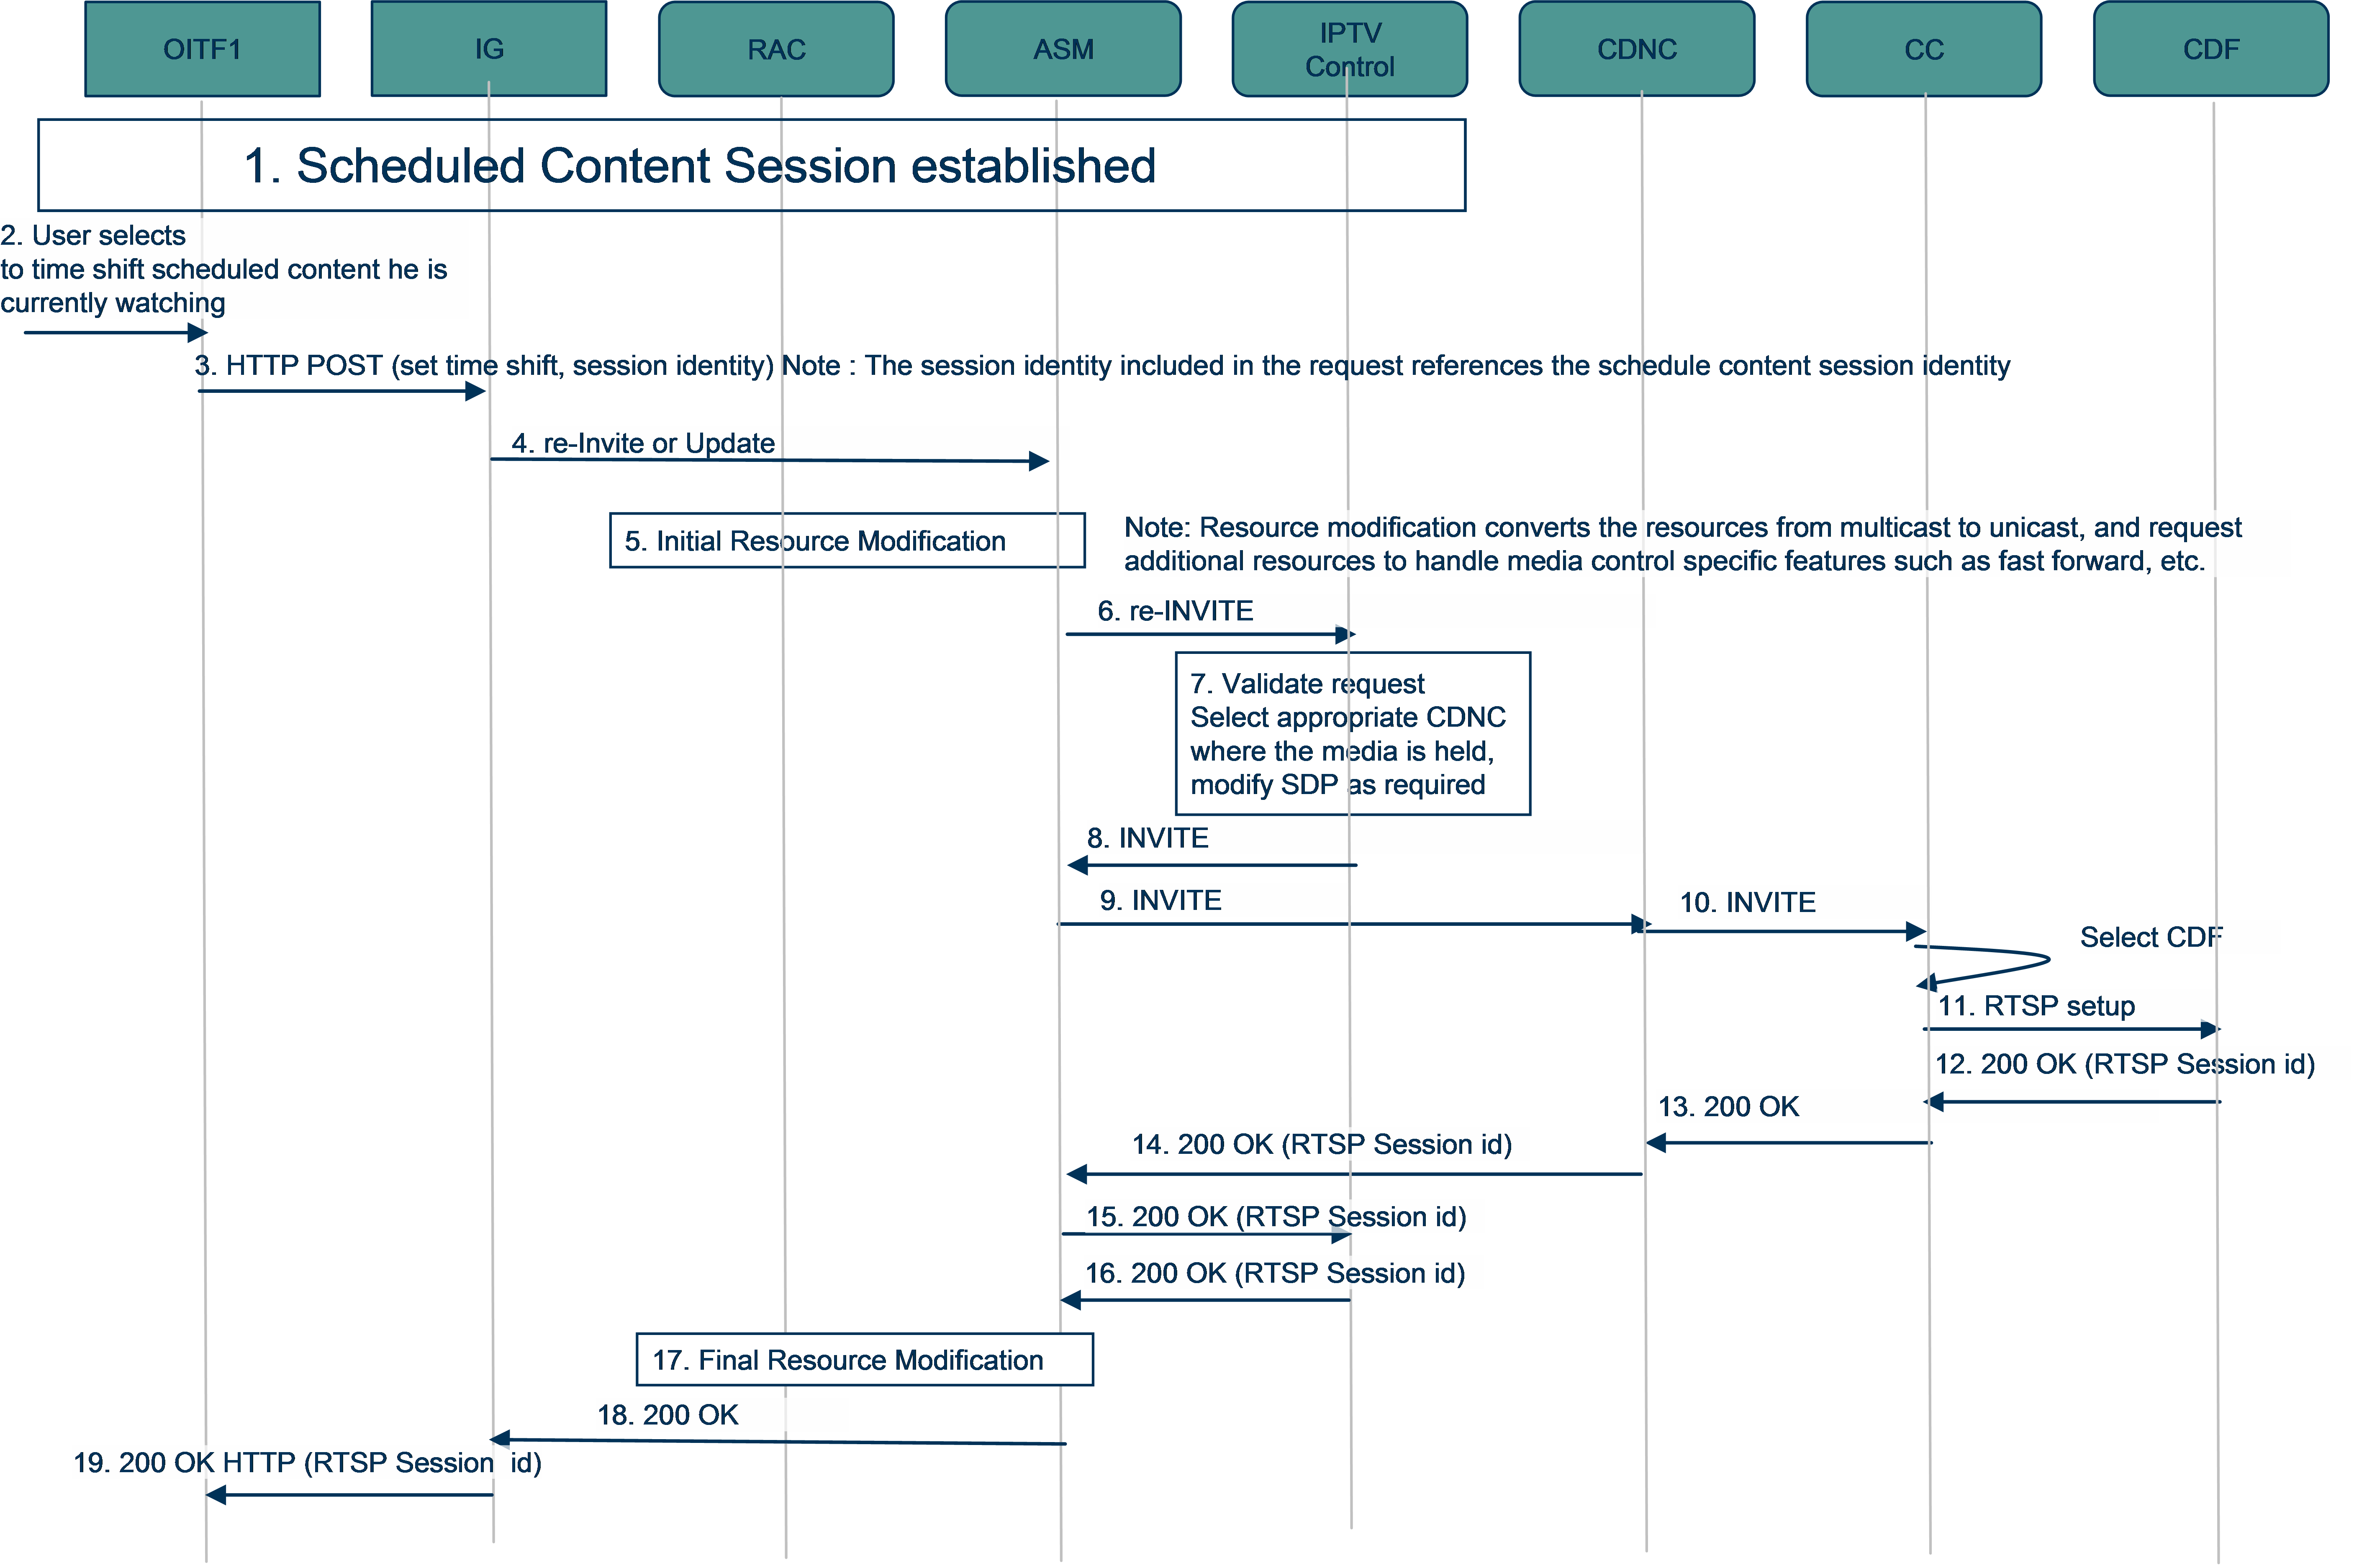 OITF1
IG
RAC
ASM
IPTV
Control
CDNC
CC
CDF
1. Scheduled Content Session established
2. User selects
to time shift scheduled content he is
currently watching
3. HTTP POST (set time shift, session identity) Note : The session identity included in the request references the schedule content session identity
4. re-Invite or Update
5. Initial Resource Modification
Note: Resource modification converts the resources from multicast to unicast, and request
additional resources to handle media control specific features such as fast forward, etc.
6. re-INVITE
7. Validate request
Select appropriate CDNC
where the media is held,
modify SDP as required
8. INVITE
9. INVITE
10. INVITE
Select CDF
11. RTSP setup
12. 200 OK (RTSP Session id)
13. 200 OK
14. 200 OK (RTSP Session id)
15. 200 OK (RTSP Session id)
16. 200 OK (RTSP Session id)
17. Final Resource Modification
18. 200 OK
19. 200 OK HTTP (RTSP Session id)